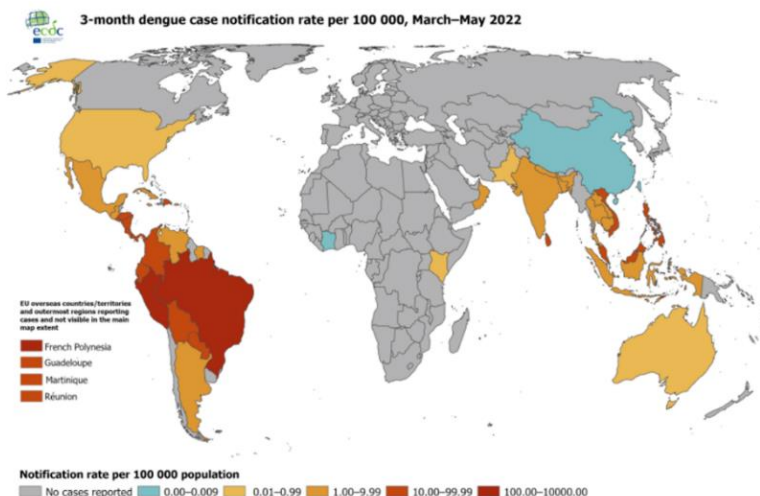 ecdc
3-month dengue case notification rate per 100 000, March–May 2022
EU overseas countries/territories
and outermost regions reporting
cases and not visible in the main
map extent
French Polynesia
Guadeloupe
Martinique
Réunion
Notification rate per 100 000 population
No cases reported 0.00–0.009 0.01–0.99 1.00–9.99 10.00–99.99 100.00–10000.00